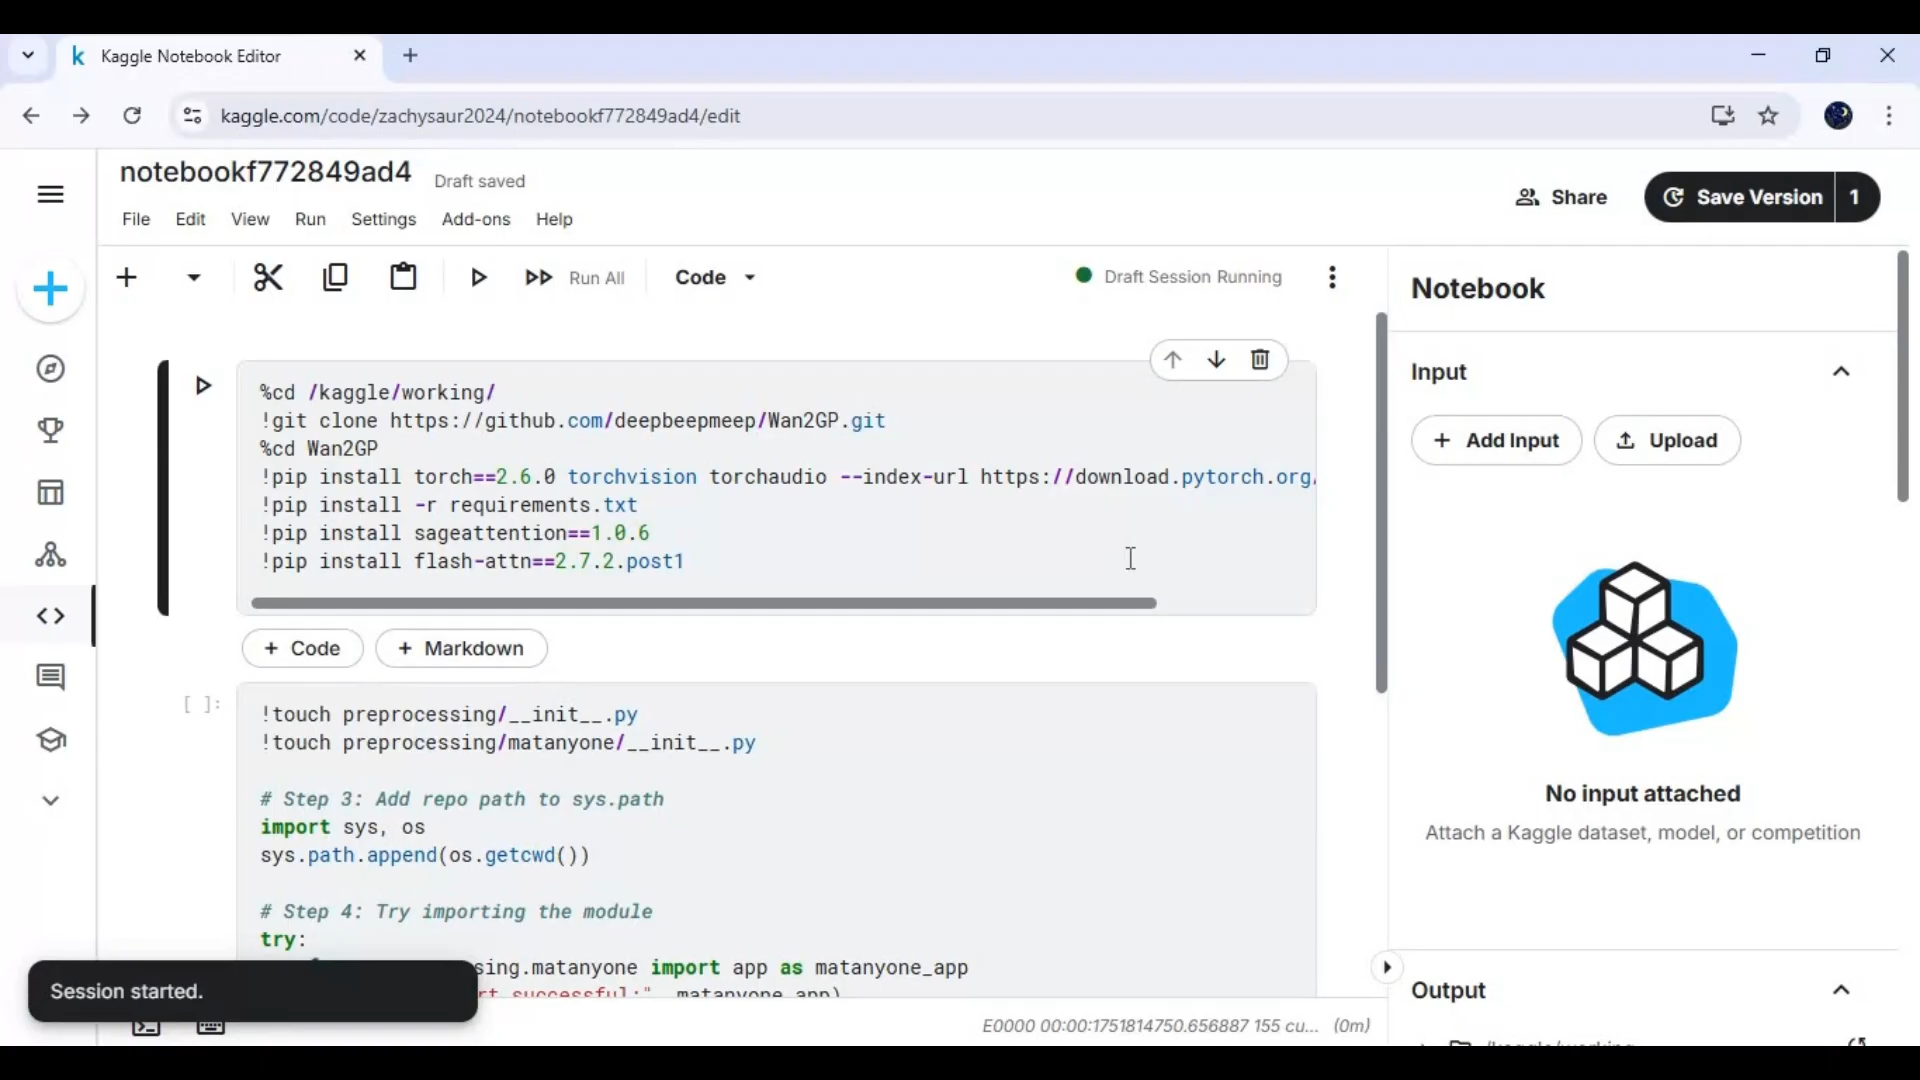 Kaggle Notebook Editor
kaggle.com/code/zachysaur2024/notebookf772849ad4/edit
notebookf772849ad4 Draft saved
File Edit View Run Settings Add-ons Help
Share
Save Version 1
Run All Code
Draft Session Running
%cd /kaggle/working/
!git clone https://github.com/deepbeepmeep/Wan2GP.git
%cd Wan2GP
!pip install torch==2.6.0 torchvision torchaudio --index-url https://download.pytorch.org/
!pip install -r requirements.txt
!pip install sageattention==1.0.6
!pip install flash-attn==2.7.2.post1
+ Code + Markdown
[ ]:
!touch preprocessing/__init__.py
!touch preprocessing/matanyone/__init__.py
# Step 3: Add repo path to sys.path
import sys, os
sys.path.append(os.getcwd())
# Step 4: Try importing the module
try:
sing.matanyone import app as matanyone_app
rt successful:", matanyone_app)
Session started.
E0000 00:00:1751814750.656887 155 cu... (0m)
Notebook
Input
+ Add Input
Upload
No input attached
Attach a Kaggle dataset, model, or competition
Output
/kaggle/working